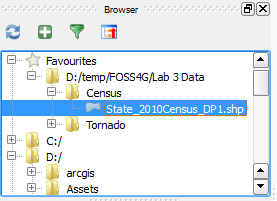 Browser
Favourites
D:/temp/FOSS4G/Lab 3 Data
Census
State_2010Census_DP1.shp
Tornado
C:/
D:/
arcgis
Assets